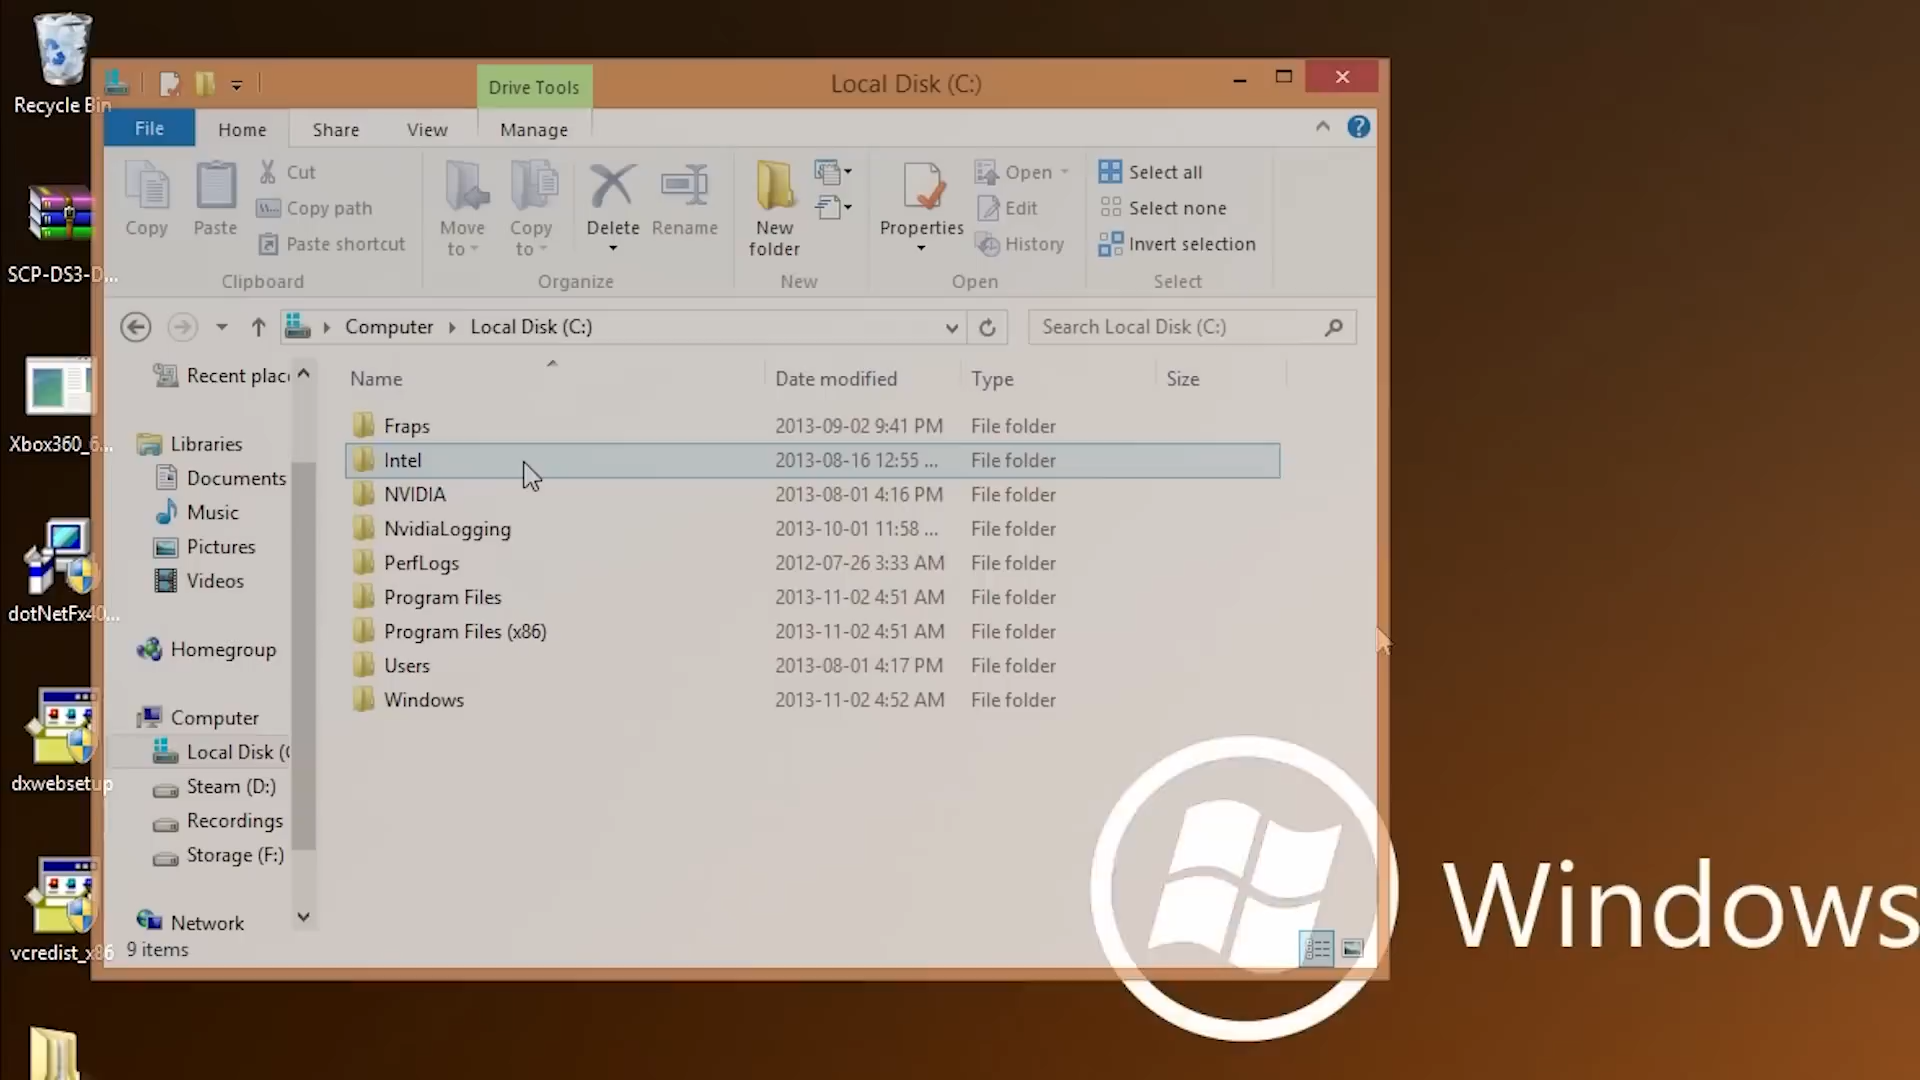 Recycle Bin
SCP-DS3-D...
Xbox360_6...
dotNetFx40...
dxwebsetup
vcredist_x86
Drive Tools
Local Disk (C:)
File
Home
Share
View
Manage
Copy
Paste
Cut
Copy path
Paste shortcut
Clipboard
Move to
Copy to
Delete
Rename
Organize
New folder
New
Properties
Open
Edit
History
Open
Select all
Select none
Invert selection
Select
Computer
Local Disk (C:)
Search Local Disk (C:)
Recent plac
Libraries
Documents
Music
Pictures
Videos
Homegroup
Computer
Local Disk (C
Steam (D:)
Recordings
Storage (F:)
Network
Name Date modified Type Size
Fraps 2013-09-02 9:41 PM File folder
Intel 2013-08-16 12:55 ... File folder
NVIDIA 2013-08-01 4:16 PM File folder
NvidiaLogging 2013-10-01 11:58 ... File folder
PerfLogs 2012-07-26 3:33 AM File folder
Program Files 2013-11-02 4:51 AM File folder
Program Files (x86) 2013-11-02 4:51 AM File folder
Users 2013-08-01 4:17 PM File folder
Windows 2013-11-02 4:52 AM File folder
9 items
Windows